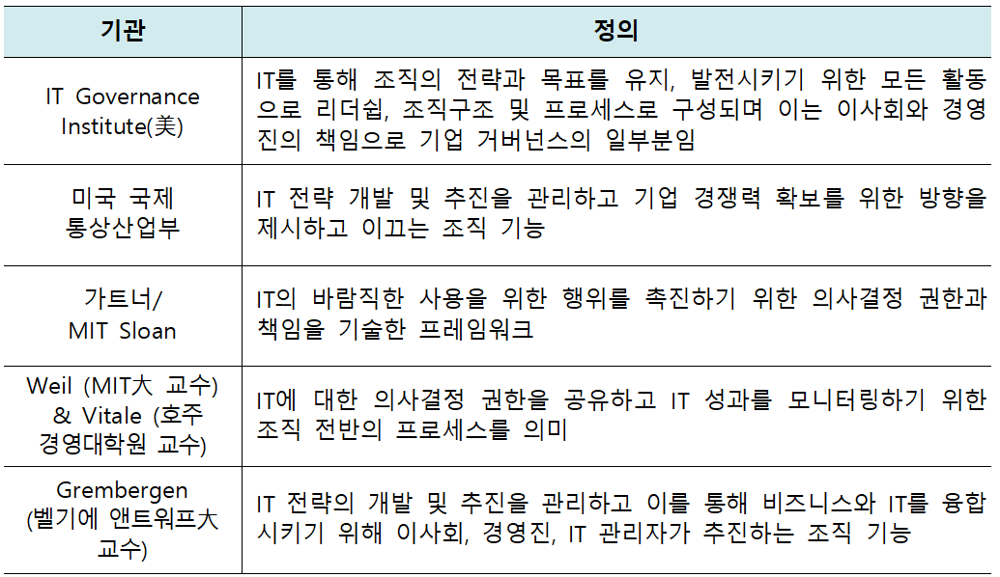 기관
정의
IT Governance
Institute(美)
IT를 통해 조직의 전략과 목표를 유지, 발전시키기 위한 모든 활동
으로 리더쉽, 조직구조 및 프로세스로 구성되며 이는 이사회와 경영
진의 책임으로 기업 거버넌스의 일부분임
미국 국제
통상산업부
IT 전략 개발 및 추진을 관리하고 기업 경쟁력 확보를 위한 방향을
제시하고 이끄는 조직 기능
가트너/
MIT Sloan
IT의 바람직한 사용을 위한 행위를 촉진하기 위한 의사결정 권한과
책임을 기술한 프레임워크
Weil (MIT大 교수)
& Vitale (호주
경영대학원 교수)
IT에 대한 의사결정 권한을 공유하고 IT 성과를 모니터링하기 위한
조직 전반의 프로세스를 의미
Grembergen
(벨기에 앤트워프大
교수)
IT 전략의 개발 및 추진을 관리하고 이를 통해 비즈니스와 IT를 융합
시키기 위해 이사회, 경영진, IT 관리자가 추진하는 조직 기능